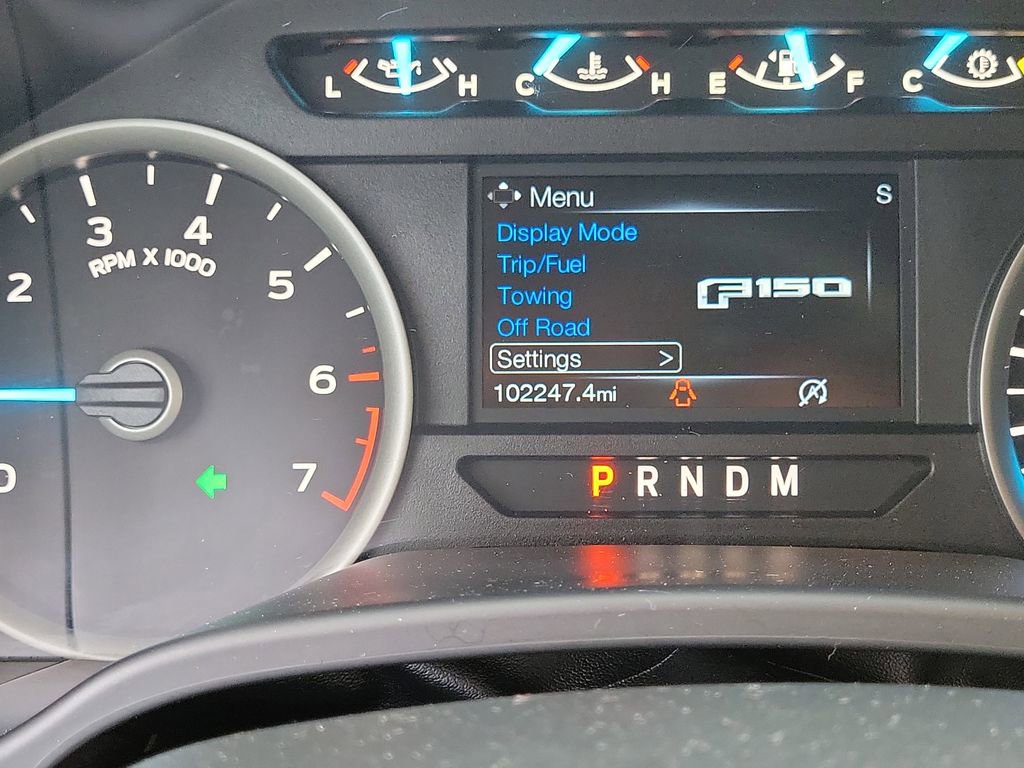 L H C H E F C
Menu S
Display Mode
Trip/Fuel
Towing
F150
Off Road
Settings >
102247.4mi
0 2 3 4 5 6 7
RPM X 1000
P R N D M